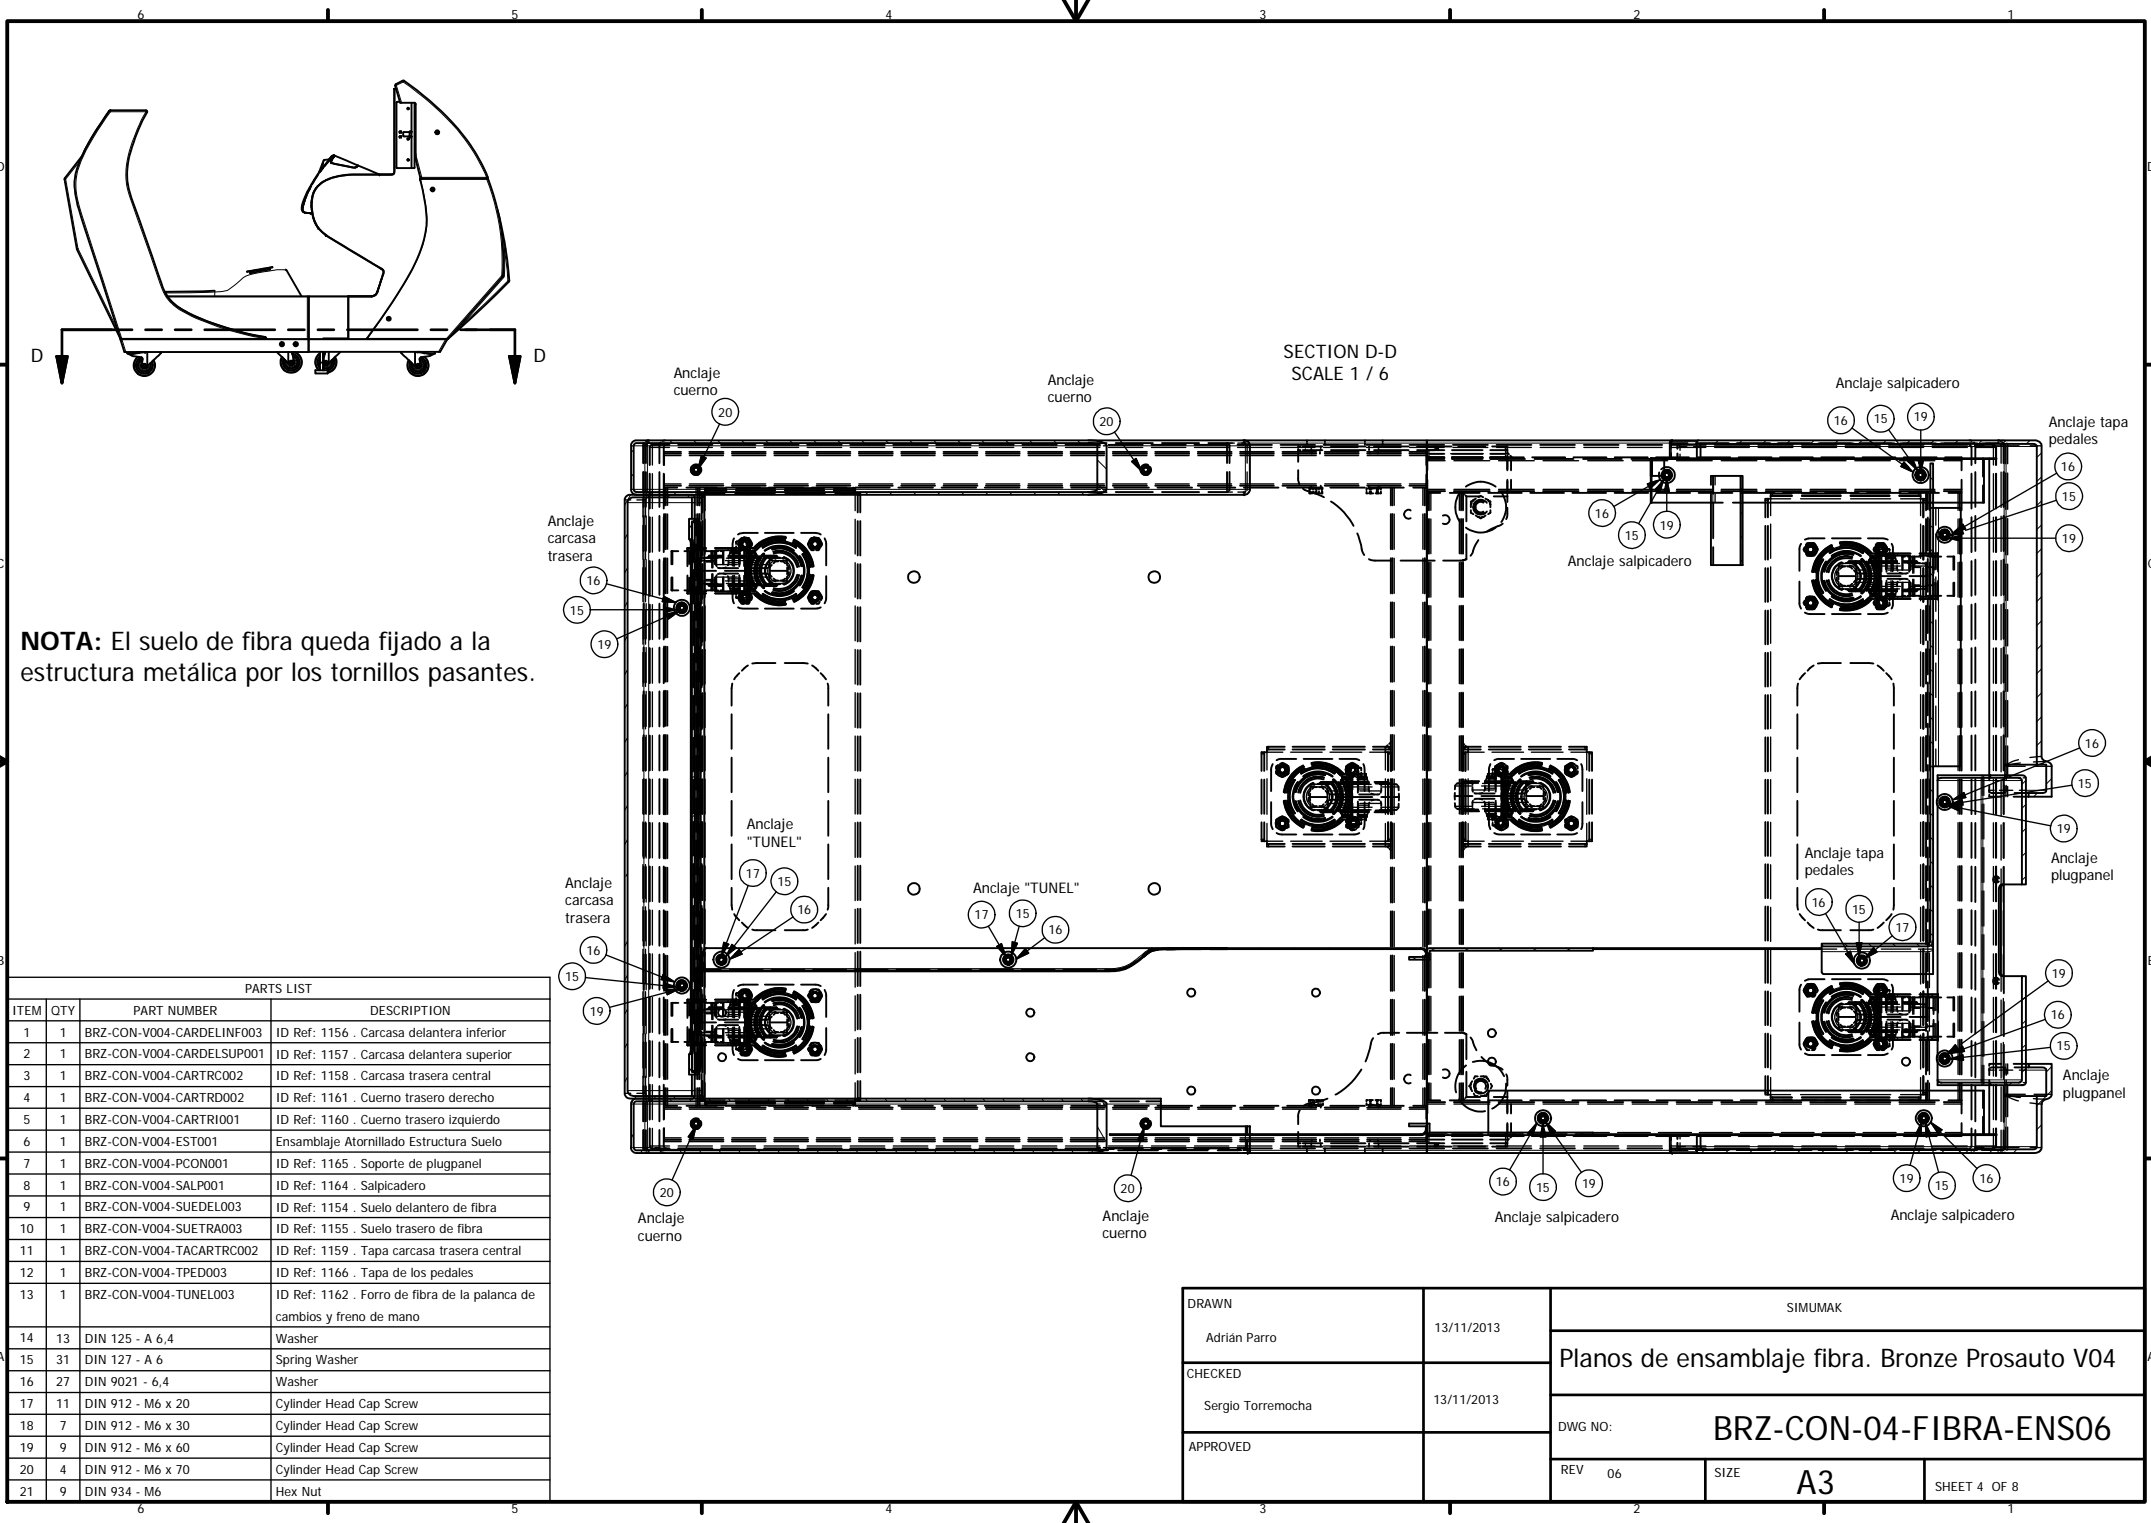 6 5 4 3 2 1
D D
SECTION D-D
SCALE 1 / 6
Anclaje
cuerno
20
Anclaje
cuerno
20
Anclaje salpicadero
16 15 19
Anclaje tapa
pedales
16
15
19
16
15
19
Anclaje salpicadero
Anclaje
carcasa
trasera
16
15
19
NOTA: El suelo de fibra queda fijado a la
estructura metálica por los tornillos pasantes.
16
15
19
Anclaje
plugpanel
Anclaje
"TUNEL"
17
15
16
Anclaje "TUNEL"
17 15 16
Anclaje tapa
pedales
16 15 17
Anclaje
carcasa
trasera
16
15
19
19
16
15
Anclaje
plugpanel
20
Anclaje
cuerno
20
Anclaje
cuerno
16 15 19
Anclaje salpicadero
19 15 16
Anclaje salpicadero
PARTS LIST
ITEM QTY PART NUMBER DESCRIPTION
1 1 BRZ-CON-V004-CARDELINF003 ID Ref: 1156 . Carcasa delantera inferior
2 1 BRZ-CON-V004-CARDELSUP001 ID Ref: 1157 . Carcasa delantera superior
3 1 BRZ-CON-V004-CARTRC002 ID Ref: 1158 . Carcasa trasera central
4 1 BRZ-CON-V004-CARTRD002 ID Ref: 1161 . Cuerno trasero derecho
5 1 BRZ-CON-V004-CARTRI001 ID Ref: 1160 . Cuerno trasero izquierdo
6 1 BRZ-CON-V004-EST001 Ensamblaje Atornillado Estructura Suelo
7 1 BRZ-CON-V004-PCON001 ID Ref: 1165 . Soporte de plugpanel
8 1 BRZ-CON-V004-SALP001 ID Ref: 1164 . Salpicadero
9 1 BRZ-CON-V004-SUEDEL003 ID Ref: 1154 . Suelo delantero de fibra
10 1 BRZ-CON-V004-SUETRA003 ID Ref: 1155 . Suelo trasero de fibra
11 1 BRZ-CON-V004-TACARTRC002 ID Ref: 1159 . Tapa carcasa trasera central
12 1 BRZ-CON-V004-TPED003 ID Ref: 1166 . Tapa de los pedales
13 1 BRZ-CON-V004-TUNEL003 ID Ref: 1162 . Forro de fibra de la palanca de
cambios y freno de mano
14 13 DIN 125 - A 6,4 Washer
15 31 DIN 127 - A 6 Spring Washer
16 27 DIN 9021 - 6,4 Washer
17 11 DIN 912 - M6 x 20 Cylinder Head Cap Screw
18 7 DIN 912 - M6 x 30 Cylinder Head Cap Screw
19 9 DIN 912 - M6 x 60 Cylinder Head Cap Screw
20 4 DIN 912 - M6 x 70 Cylinder Head Cap Screw
21 9 DIN 934 - M6 Hex Nut
DRAWN
Adrián Parro
13/11/2013
CHECKED
Sergio Torremocha
13/11/2013
APPROVED
SIMUMAK
Planos de ensamblaje fibra. Bronze Prosauto V04
DWG NO: BRZ-CON-04-FIBRA-ENS06
REV 06 SIZE A3 SHEET 4 OF 8
6 5 4 3 2 1